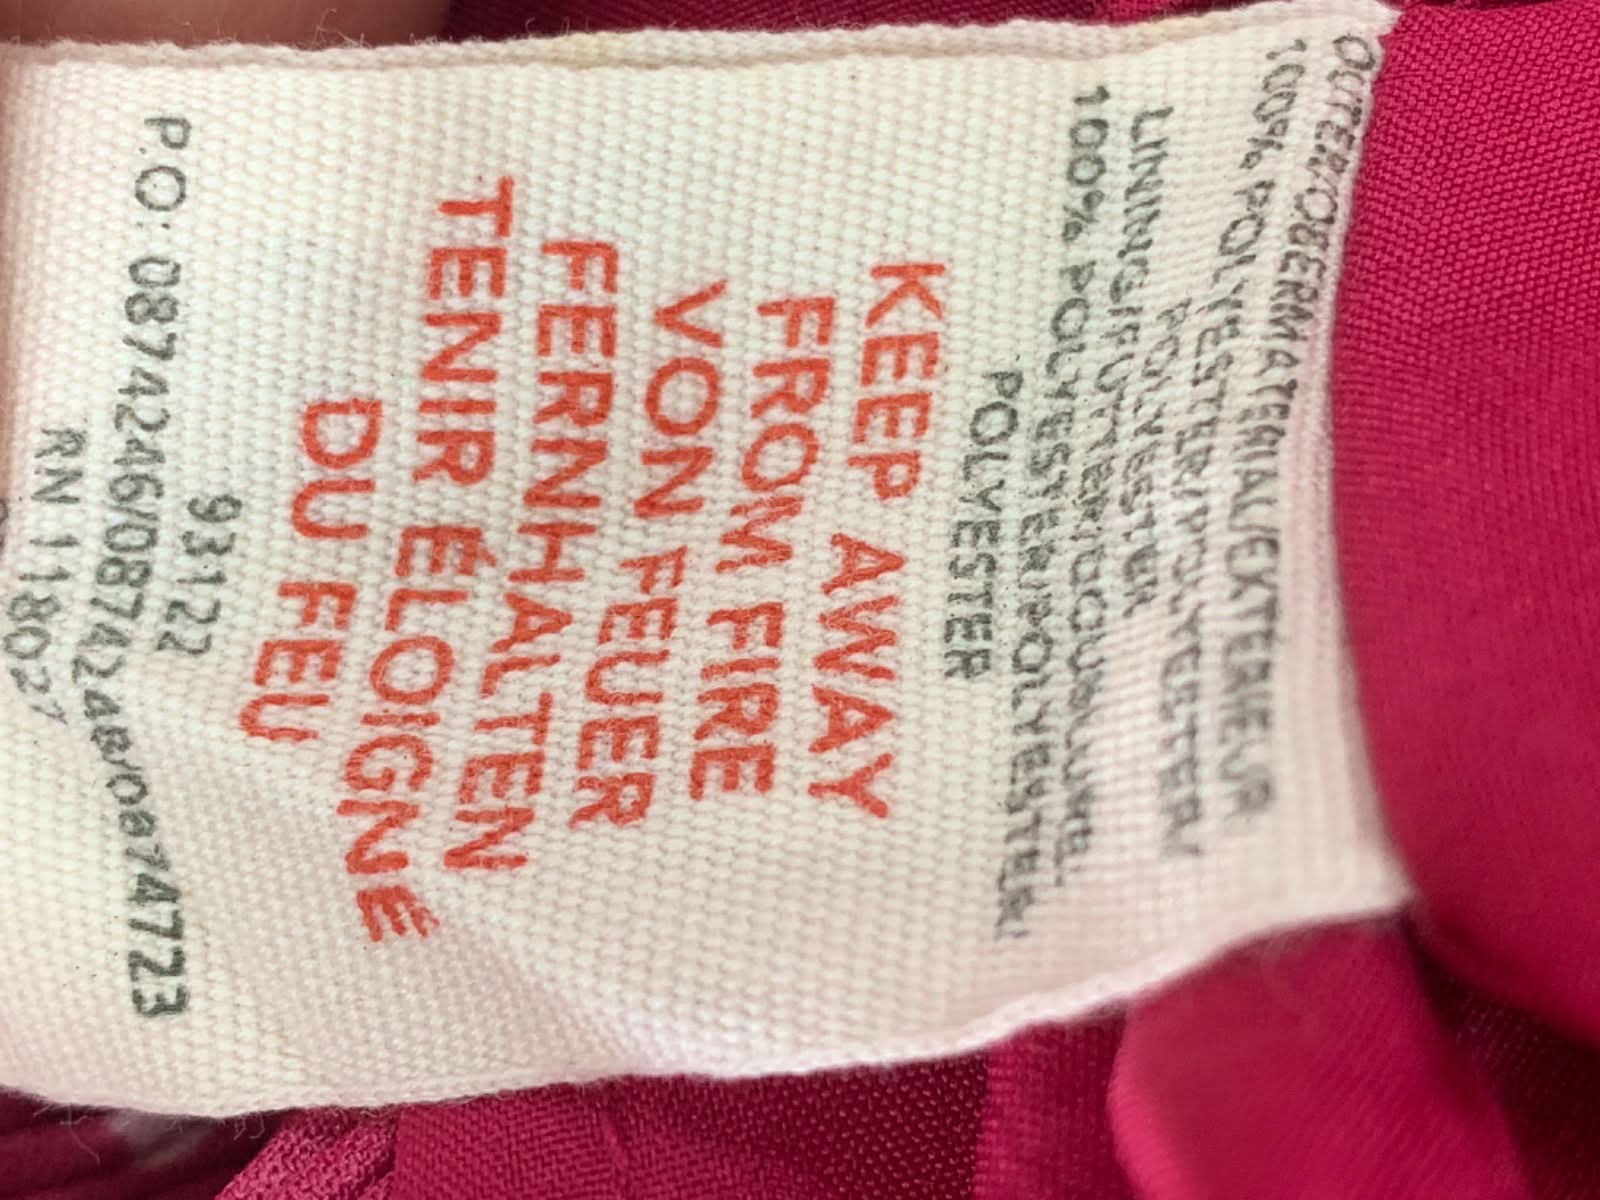 OUTER/OBERMATERIAL/EXTERIEUR
100% POLYESTER/POLYESTER/
POLYESTER
LINING/FUTTER/
100% POLYESTER/POLYESTER/
POLYESTER
KEEP AWAY
FROM FIRE
VON FEUER
FERNHALTEN
TENIR ÉLOIGNÉ
DU FEU
93122
P.O: 0874246/0874248/0874723
RN 118027